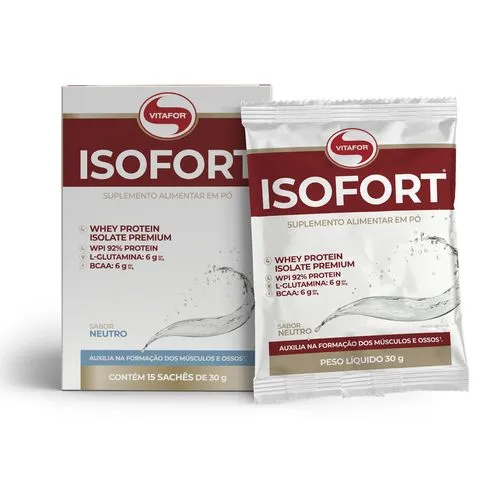 VITAFOR
ISOFORT
SUPLEMENTO ALIMENTAR EM PÓ
WHEY PROTEIN
ISOLATE PREMIUM
WPI 92% PROTEIN
L-GLUTAMINA: 6 g
BCAA: 6 g
SABOR
NEUTRO
AUXILIA NA FORMAÇÃO DOS MÚSCULOS E OSSOS¹.
CONTÉM 15 SACHÊS DE 30 g
VITAFOR
ISOFORT®
SUPLEMENTO ALIMENTAR EM PÓ
WHEY PROTEIN
ISOLATE PREMIUM
WPI 92% PROTEIN
L-GLUTAMINA: 6 g
BCAA: 6 g
SABOR
NEUTRO
AUXILIA NA FORMAÇÃO DOS MÚSCULOS E OSSOS¹.
PESO LÍQUIDO 30 g